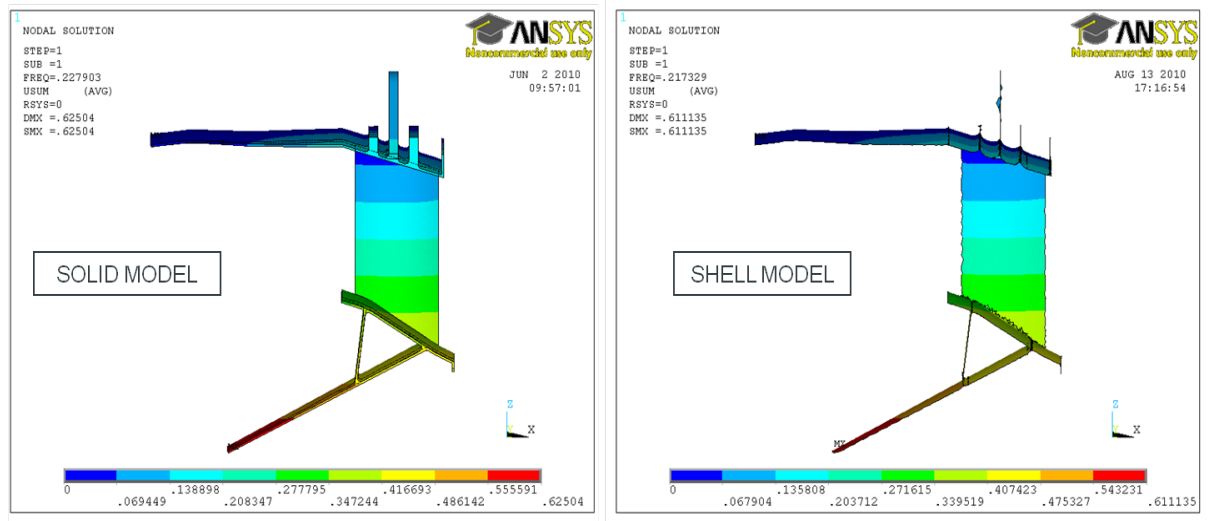 1
NODAL SOLUTION
STEP=1
SUB =1
FREQ=.227903
USUM (AVG)
RSYS=0
DMX =.62504
SMX =.62504
ANSYS
Noncommercial use only
JUN 2 2010
09:57:01
SOLID MODEL
Z
Y
X
0 .138898 .277795 .416693 .555591
.069449 .208347 .347244 .486142 .62504
1
NODAL SOLUTION
STEP=1
SUB =1
FREQ=.217329
USUM (AVG)
RSYS=0
DMX =.611135
SMX =.611135
ANSYS
Noncommercial use only
AUG 13 2010
17:16:54
SHELL MODEL
MX
Z
Y
X
0 .135808 .271615 .407423 .543231
.067904 .203712 .339519 .475327 .611135